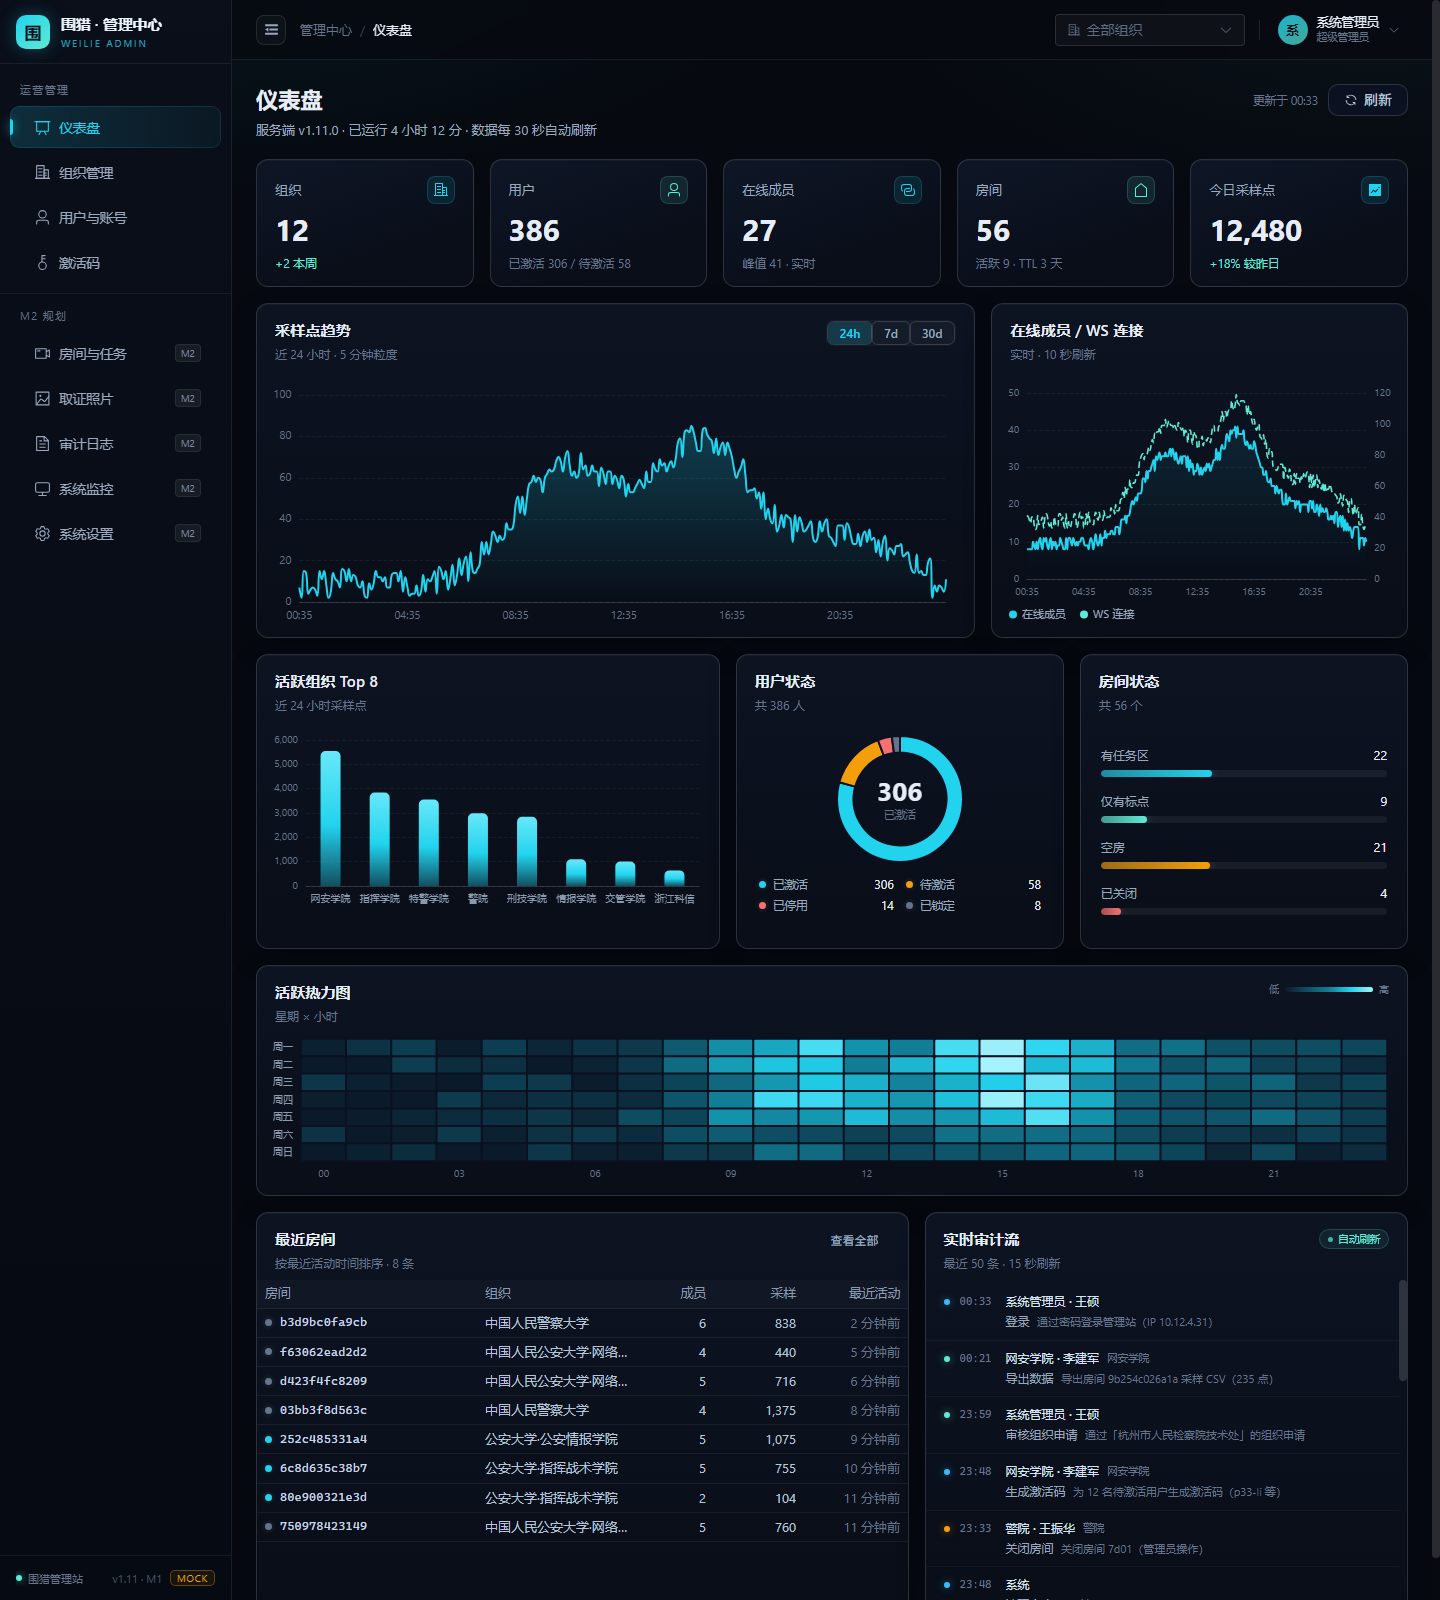 围
围猎 · 管理中心
WEILIE ADMIN
运营管理
仪表盘
组织管理
用户与账号
激活码
M2 规划
房间与任务 M2
取证照片 M2
审计日志 M2
系统监控 M2
系统设置 M2
围猎管理站 v1.11 · M1 MOCK
管理中心 / 仪表盘
全部组织
系
系统管理员
超级管理员
仪表盘
服务端 v1.11.0 · 已运行 4 小时 12 分 · 数据每 30 秒自动刷新
更新于 00:33
刷新
组织
12
+2 本周
用户
386
已激活 306 / 待激活 58
在线成员
27
峰值 41 · 实时
房间
56
活跃 9 · TTL 3 天
今日采样点
12,480
+18% 较昨日
采样点趋势
近 24 小时 · 5 分钟粒度
24h 7d 30d
100
80
60
40
20
0
00:35 04:35 08:35 12:35 16:35 20:35
在线成员 / WS 连接
实时 · 10 秒刷新
50 120
40 100
30 80
20 60
10 40
0 20
0
00:35 04:35 08:35 12:35 16:35 20:35
在线成员 WS 连接
活跃组织 Top 8
近 24 小时采样点
6,000
5,000
4,000
3,000
2,000
1,000
0
网安学院 指挥学院 特警学院 警院 刑技学院 情报学院 交管学院 浙江科信
用户状态
共 386 人
306
已激活
已激活 306 待激活 58
已停用 14 已锁定 8
房间状态
共 56 个
有任务区 22
仅有标点 9
空房 21
已关闭 4
活跃热力图
星期 × 小时
低 高
周一
周二
周三
周四
周五
周六
周日
00 03 06 09 12 15 18 21
最近房间
按最近活动时间排序 · 8 条
查看全部
房间 组织 成员 采样 最近活动
b3d9bc0fa9cb 中国人民警察大学 6 838 2 分钟前
f63062ead2d2 中国人民公安大学·网络... 4 440 5 分钟前
d423f4fc8209 中国人民公安大学·网络... 5 716 6 分钟前
03bb3f8d563c 中国人民警察大学 4 1,375 8 分钟前
252c485331a4 公安大学·公安情报学院 5 1,075 9 分钟前
6c8d635c38b7 公安大学·指挥战术学院 5 755 10 分钟前
80e900321e3d 公安大学·指挥战术学院 2 104 11 分钟前
750978423149 中国人民公安大学·网络... 5 760 11 分钟前
实时审计流
最近 50 条 · 15 秒刷新
自动刷新
00:33 系统管理员 · 王硕
登录 通过密码登录管理站（IP 10.12.4.31）
00:21 网安学院 · 李建军 网安学院
导出数据 导出房间 9b254c026a1a 采样 CSV（235 点）
23:59 系统管理员 · 王硕
审核组织申请 通过「杭州市人民检察院技术处」的组织申请
23:48 网安学院 · 李建军 网安学院
生成激活码 为 12 名待激活用户生成激活码（p33-II 等）
23:33 警院 · 王振华 警院
关闭房间 关闭房间 7d01（管理员操作）
23:48 系统